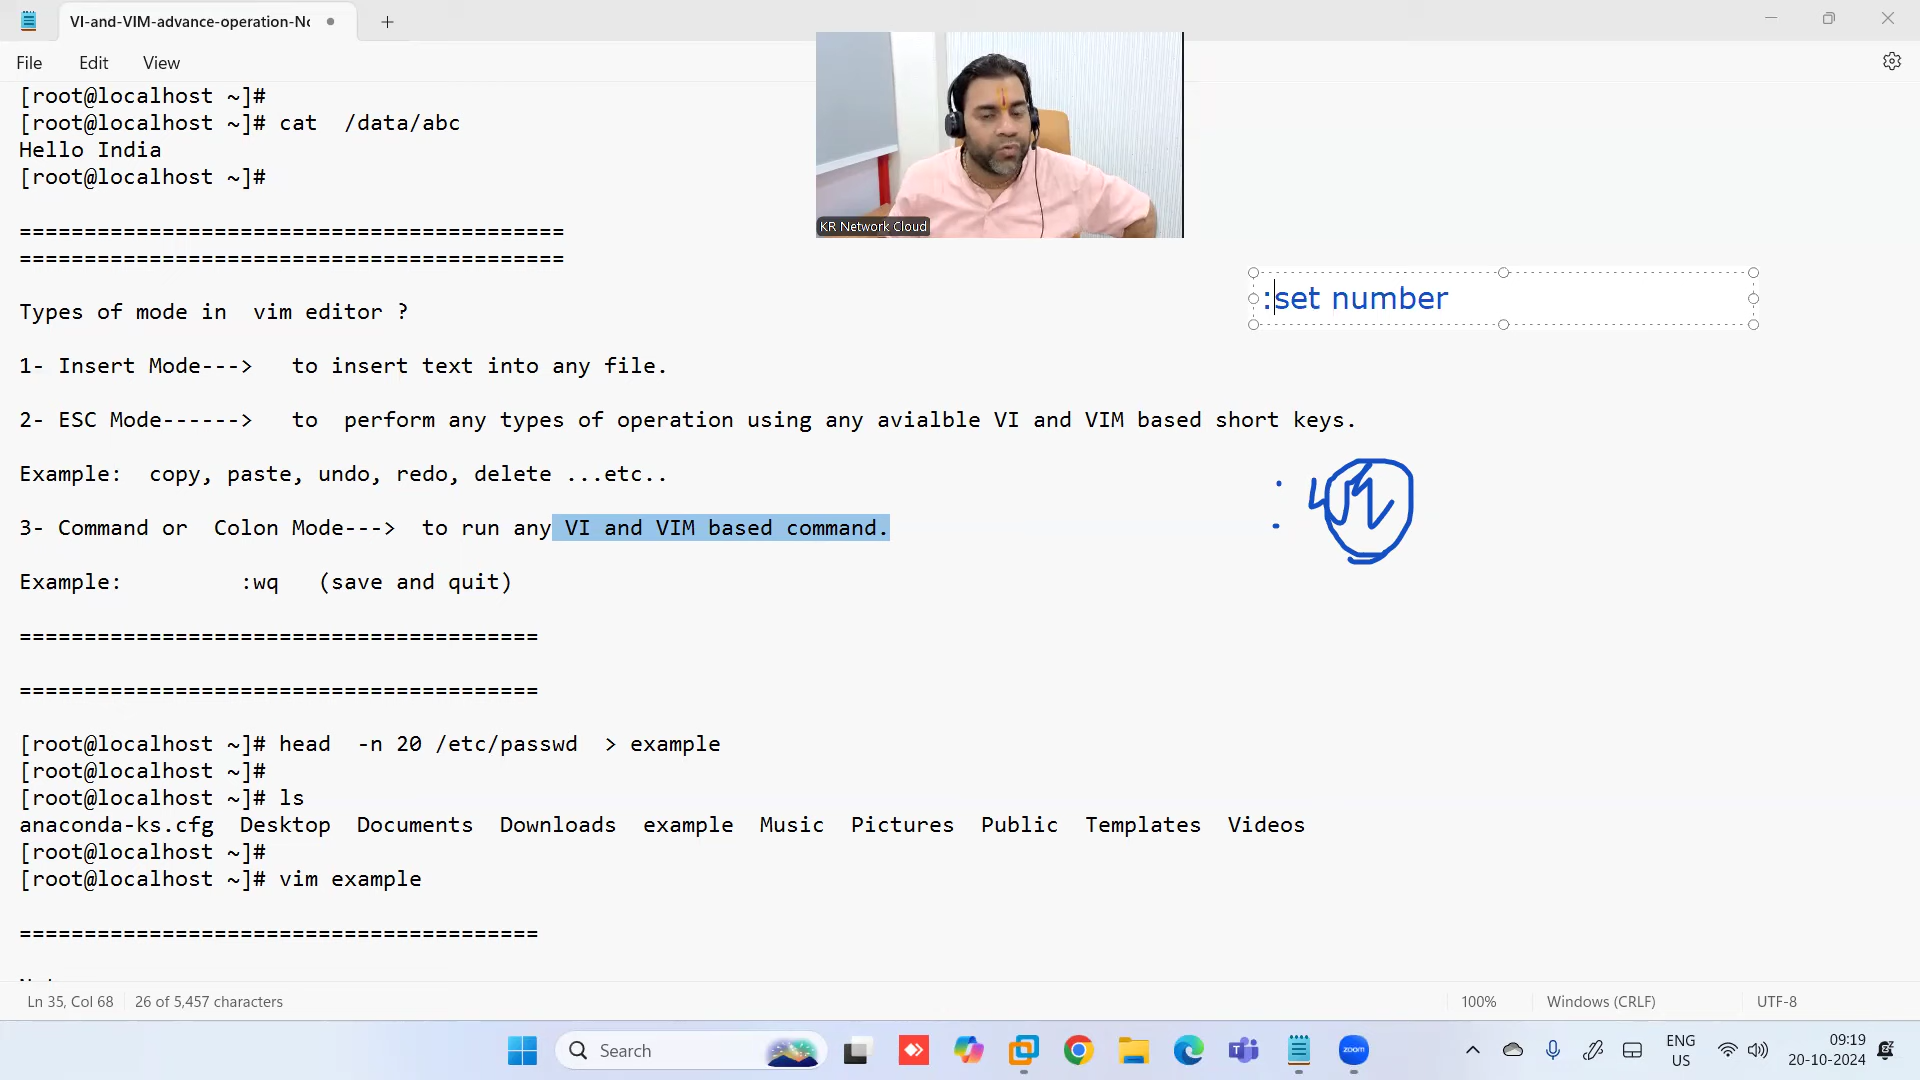 VI-and-VIM-advance-operation-No
File Edit View
[root@localhost ~]#
[root@localhost ~]# cat  /data/abc
Hello India
[root@localhost ~]#
KR Network Cloud
==========================================
==========================================
:set number
Types of mode in  vim editor ?
1- Insert Mode--->   to insert text into any file.
2- ESC Mode------>   to  perform any types of operation using any avialble VI and VIM based short keys.
Example:  copy, paste, undo, redo, delete ...etc..
: wq
3- Command or  Colon Mode--->  to run any VI and VIM based command.
Example:         :wq   (save and quit)
========================================
========================================
[root@localhost ~]# head  -n 20 /etc/passwd  > example
[root@localhost ~]#
[root@localhost ~]# ls
anaconda-ks.cfg  Desktop  Documents  Downloads  example  Music  Pictures  Public  Templates  Videos
[root@localhost ~]#
[root@localhost ~]# vim example
========================================
Ln 35, Col 68 26 of 5,457 characters 100% Windows (CRLF) UTF-8
Search
zoom
ENG
US
09:19
20-10-2024